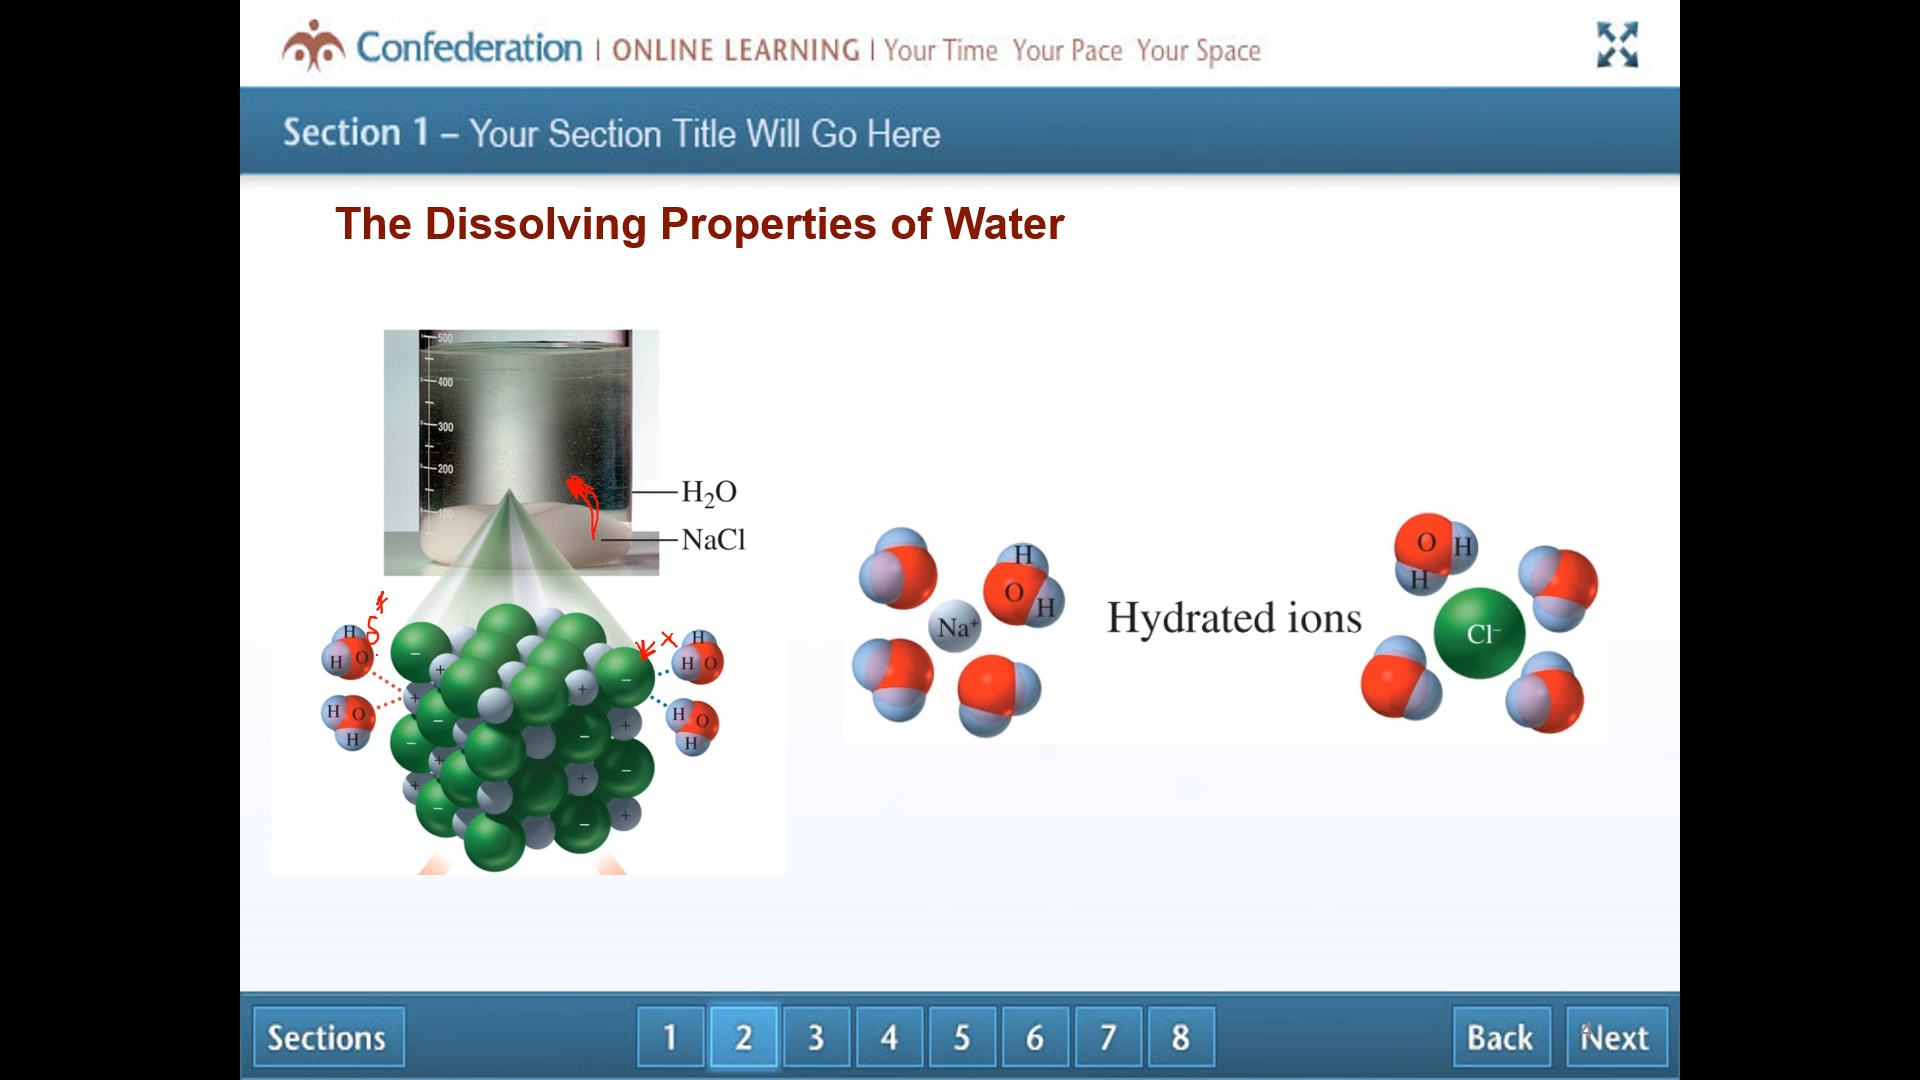 Confederation | ONLINE LEARNING | Your Time Your Pace Your Space
Section 1 – Your Section Title Will Go Here
The Dissolving Properties of Water
500
400
300
200
100
H₂O
NaCl
H
H O
H O
H
H
H O
H O
H
− + + − − + − + − + − + − + − +
H
O
H
Na⁺
Hydrated ions
O H
H
Cl⁻
Sections 1 2 3 4 5 6 7 8 Back Next